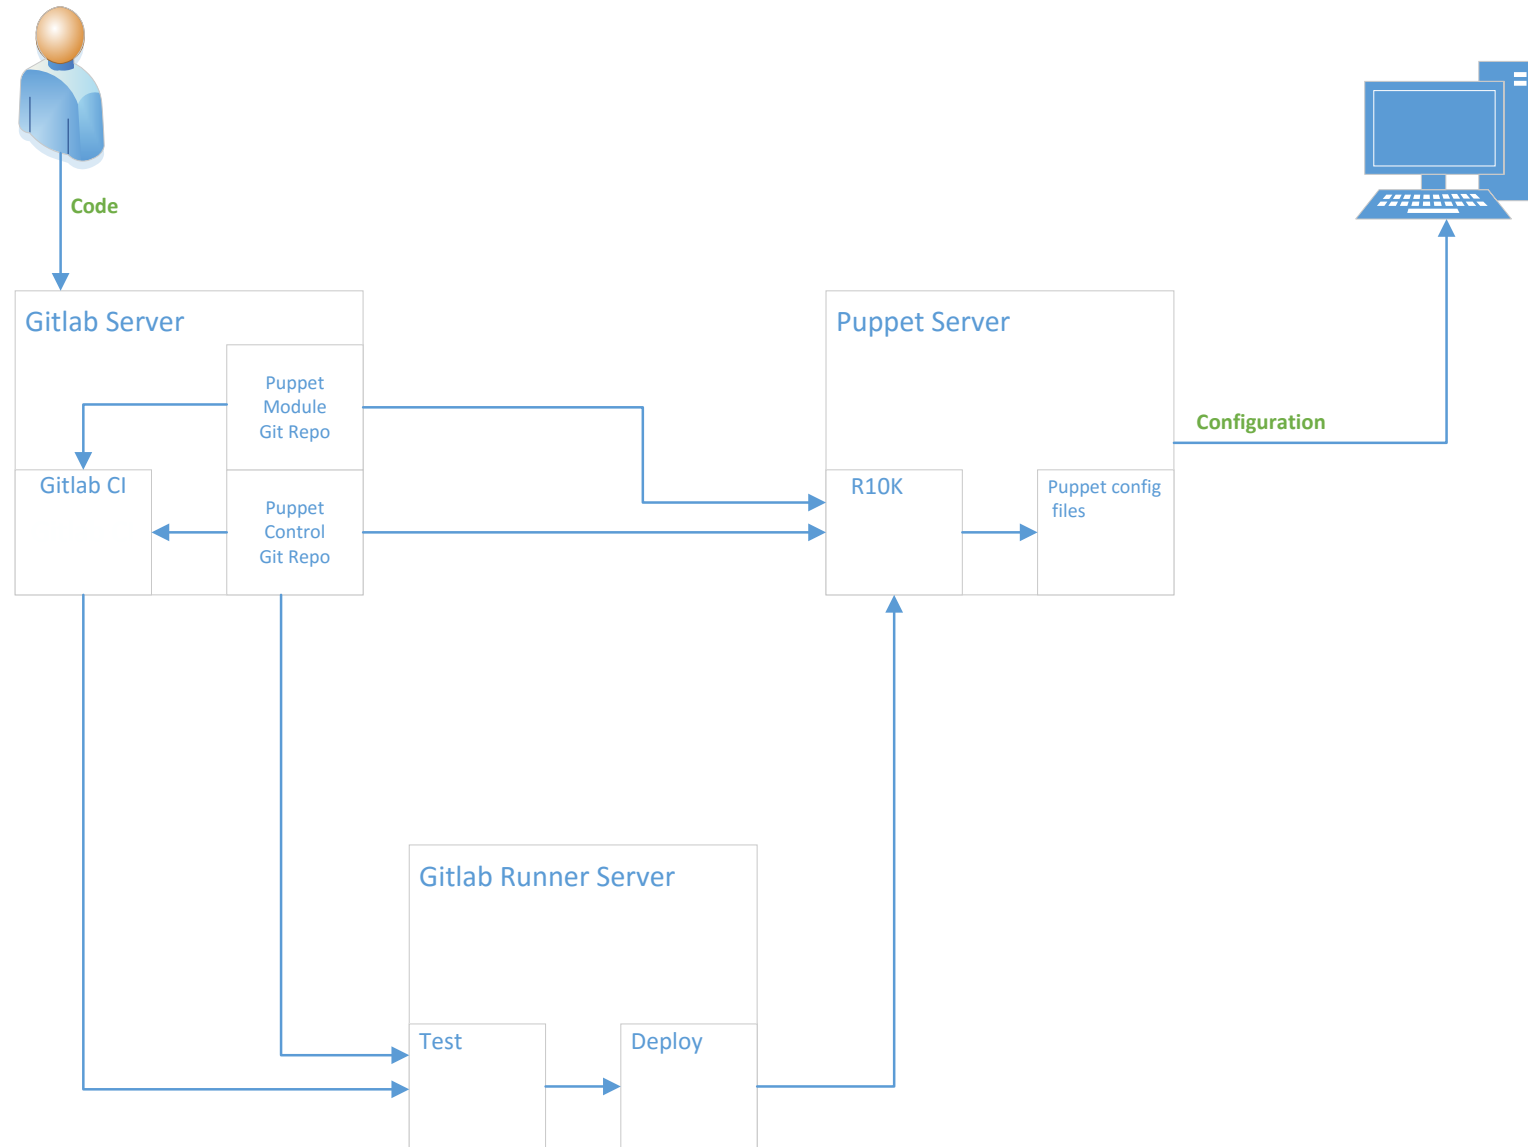 Code
Gitlab Server
Puppet
Module
Git Repo
Gitlab CI
Puppet
Control
Git Repo
Puppet Server
R10K
Puppet config
files
Configuration
Gitlab Runner Server
Test
Deploy